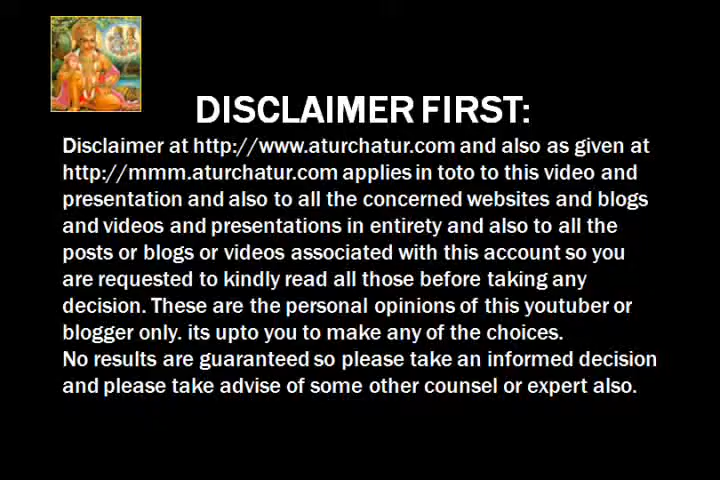 DISCLAIMER FIRST:
Disclaimer at http://www.aturchatur.com and also as given at
http://mmm.aturchatur.com applies in toto to this video and
presentation and also to all the concerned websites and blogs
and videos and presentations in entirety and also to all the
posts or blogs or videos associated with this account so you
are requested to kindly read all those before taking any
decision. These are the personal opinions of this youtuber or
blogger only. its upto you to make any of the choices.
No results are guaranteed so please take an informed decision
and please take advise of some other counsel or expert also.